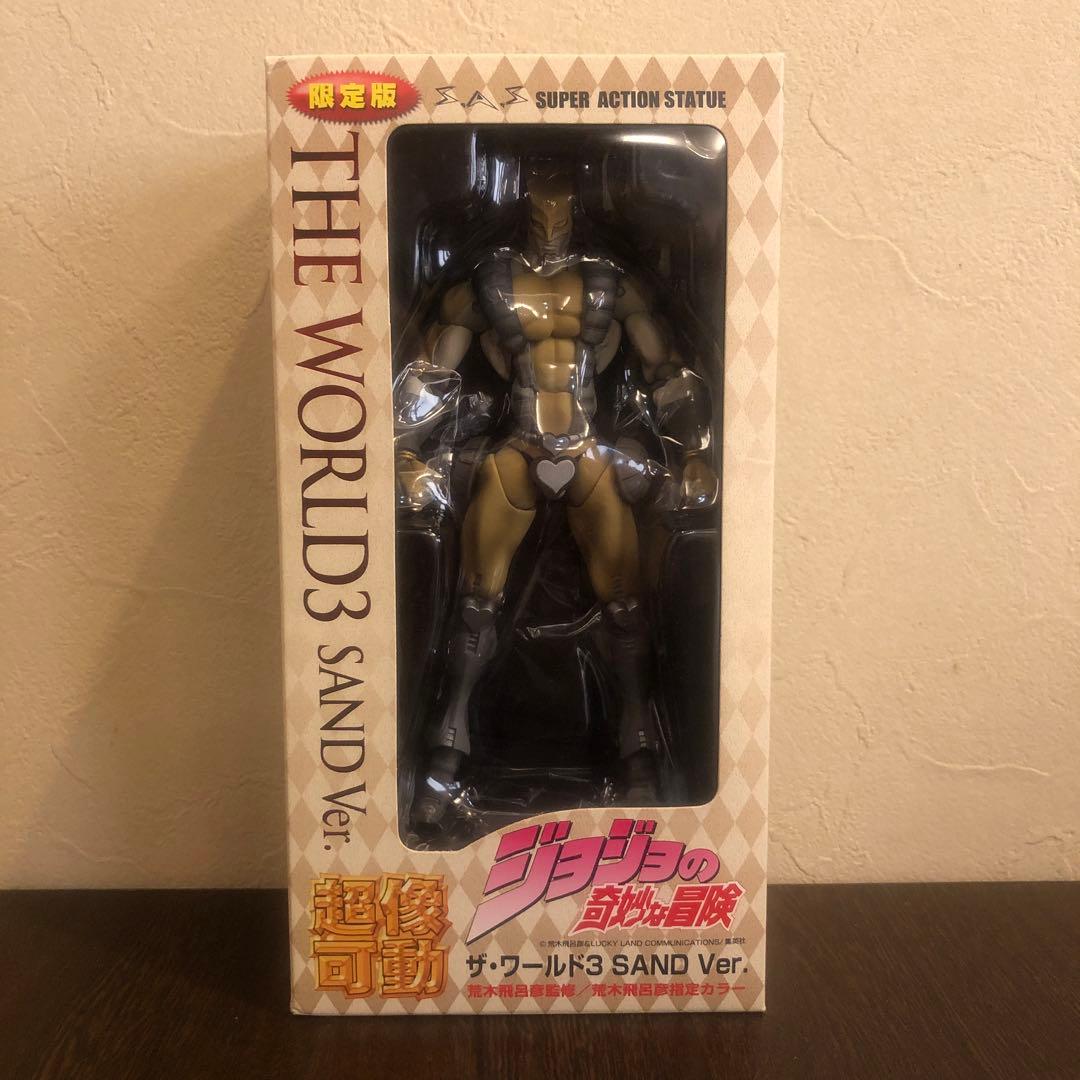 限定版
S.A.S SUPER ACTION STATUE
THE WORLD3 SAND Ver.
超像
可動
ジョジョの
奇妙な冒険
© 荒木飛呂彦&LUCKY LAND COMMUNICATIONS/集英社
ザ・ワールド3 SAND Ver.
荒木飛呂彦監修/荒木飛呂彦指定カラー